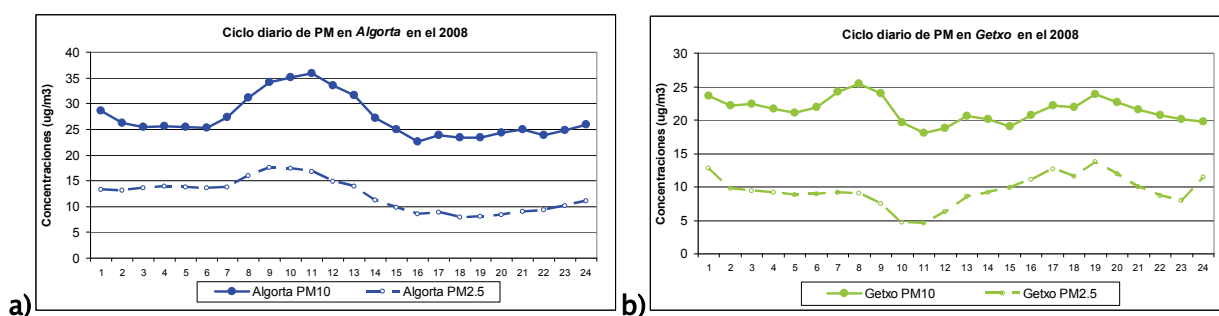 Ciclo diario de PM en Algorta en el 2008
Concentraciones (ug/m3)
40
35
30
25
20
15
10
5
0
1 2 3 4 5 6 7 8 9 10 11 12 13 14 15 16 17 18 19 20 21 22 23 24
Algorta PM10 Algorta PM2.5
a)
Ciclo diario de PM en Getxo en el 2008
Concentraciones (ug/m3)
30
25
20
15
10
5
0
1 2 3 4 5 6 7 8 9 10 11 12 13 14 15 16 17 18 19 20 21 22 23 24
Getxo PM10 Getxo PM2.5
b)